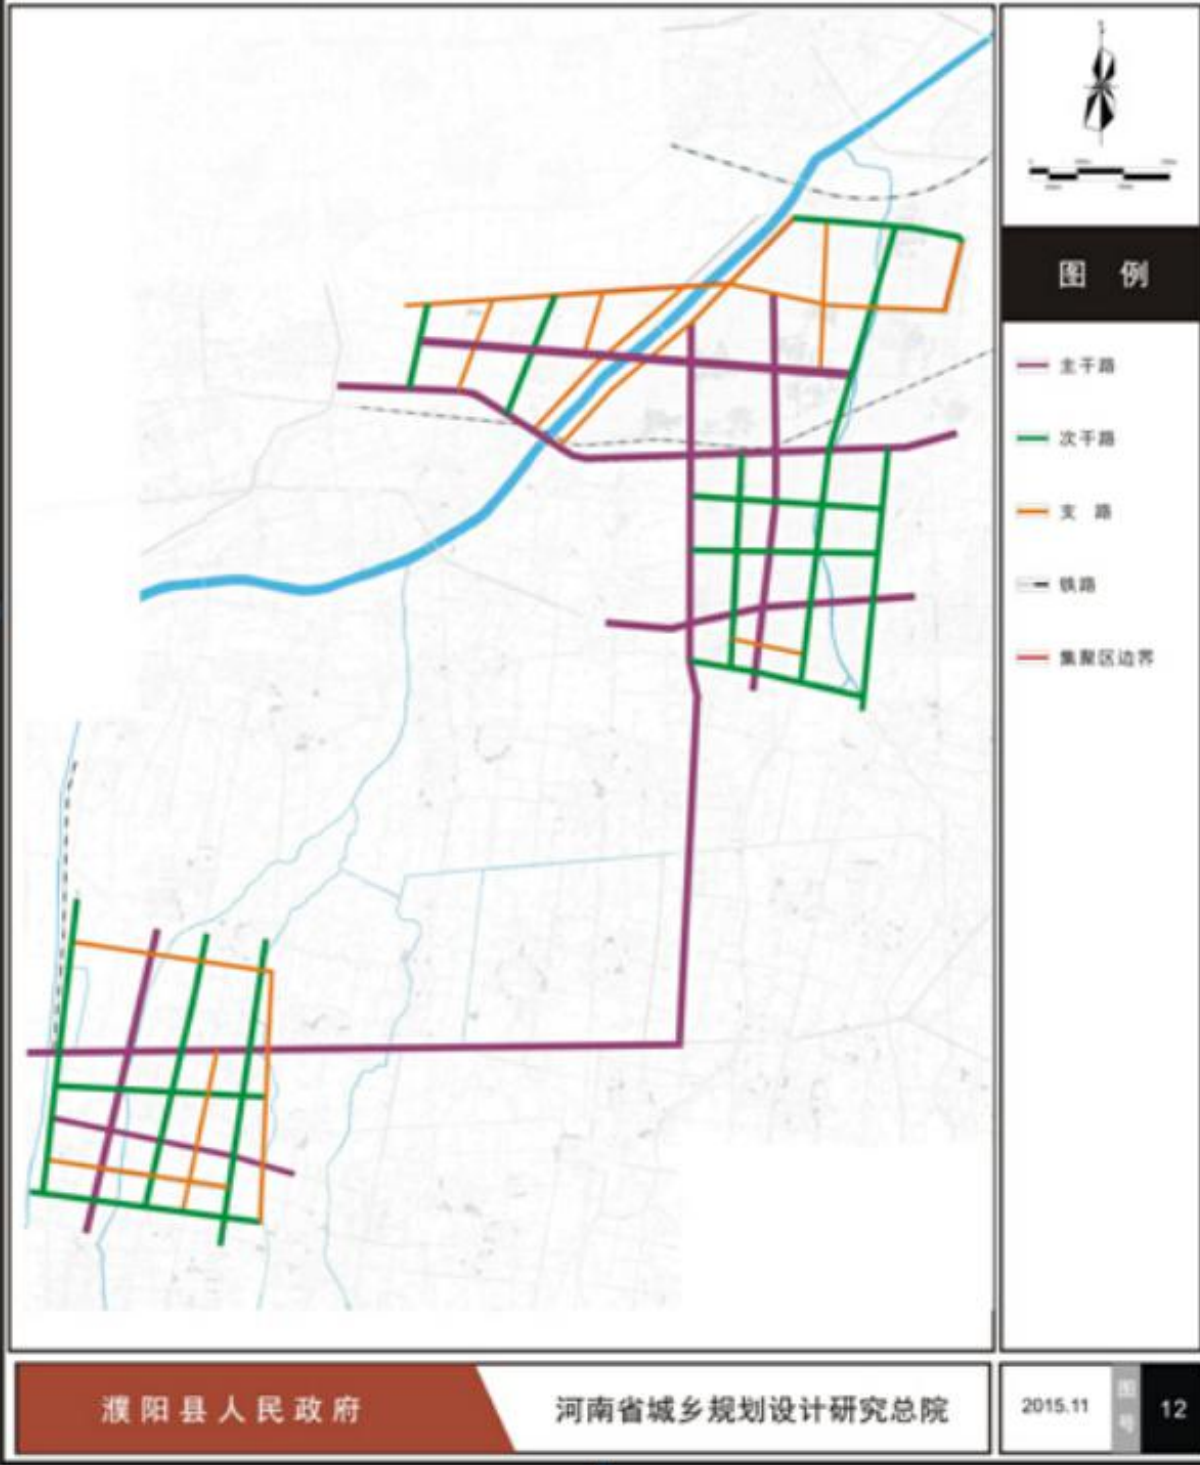 图 例
主干路
次干路
支 路
铁路
集聚区边界
濮阳县人民政府
河南省城乡规划设计研究总院
2015.11
图号
12